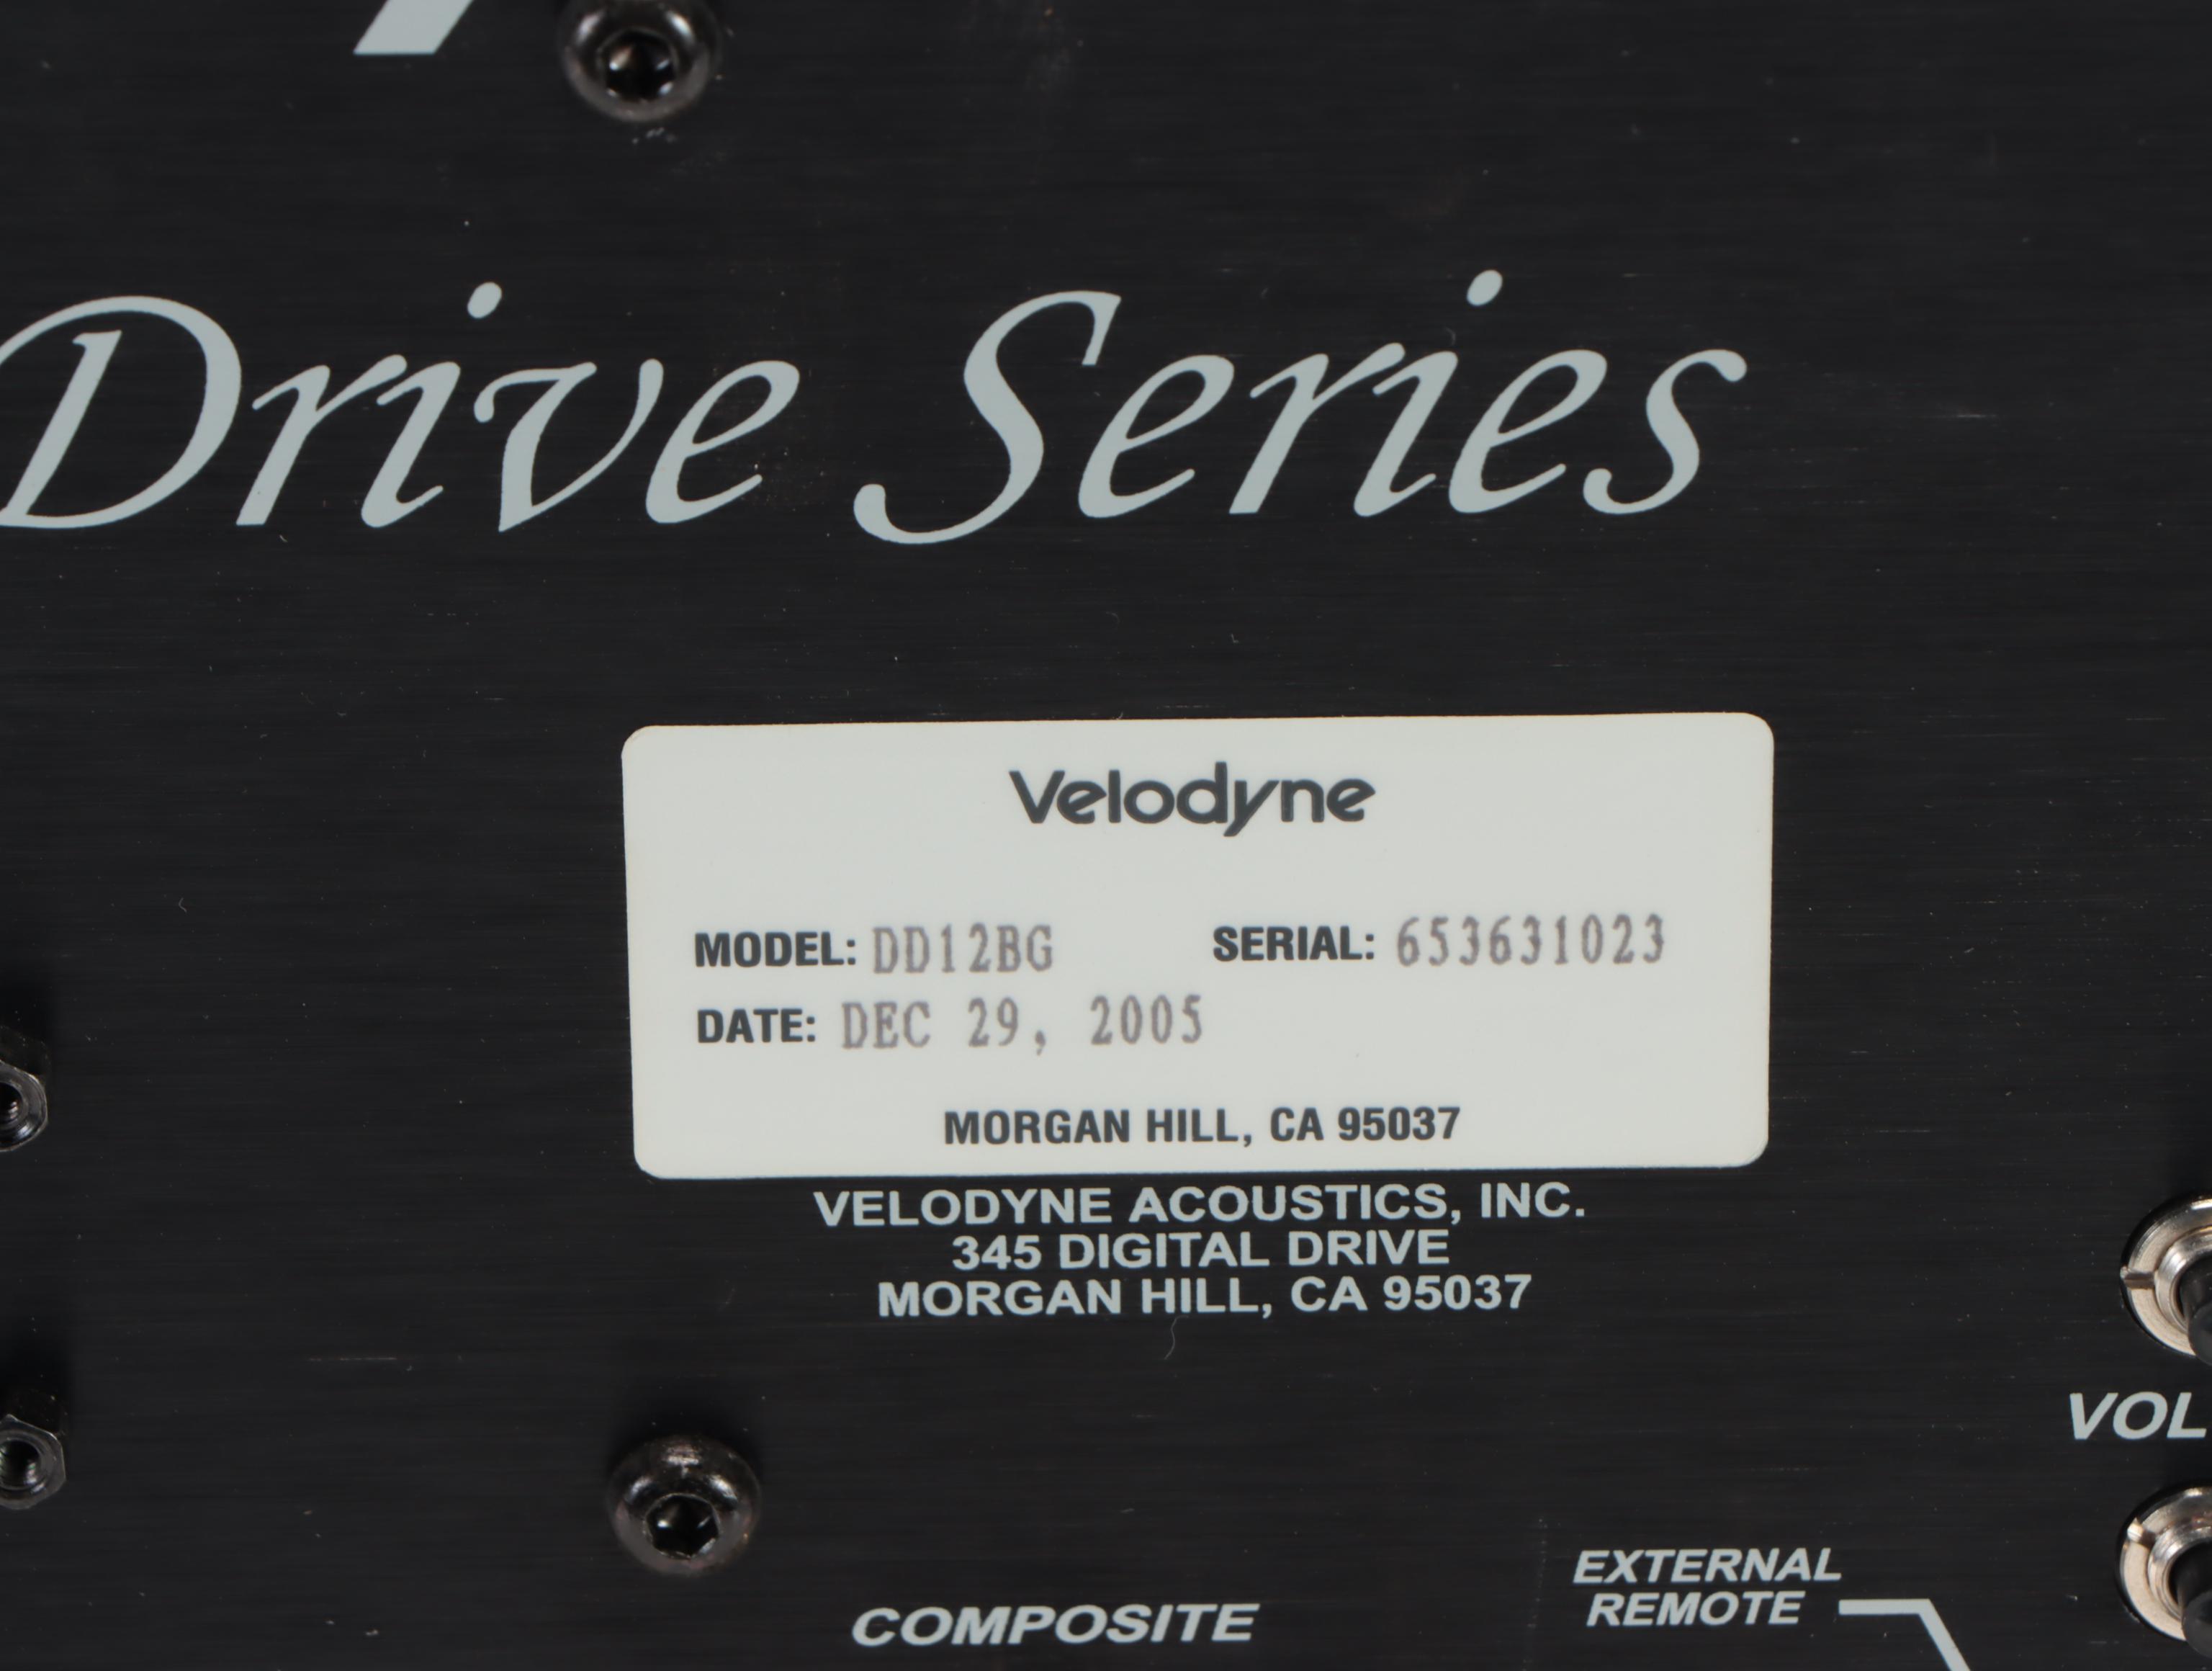 Drive Series
Velodyne
MODEL: DD12BG SERIAL: 653631023
DATE: DEC 29, 2005
MORGAN HILL, CA 95037
VELODYNE ACOUSTICS, INC.
345 DIGITAL DRIVE
MORGAN HILL, CA 95037
VOL
EXTERNAL
REMOTE
COMPOSITE